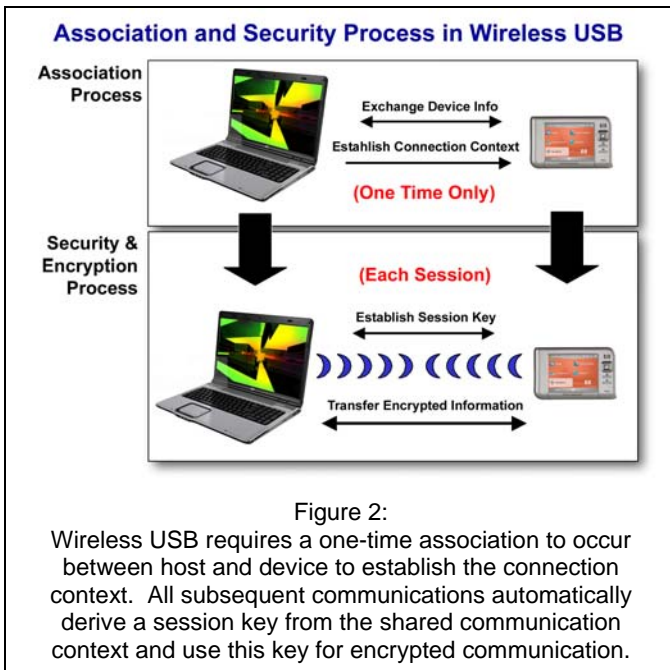 Association and Security Process in Wireless USB
Association
Process
Exchange Device Info
Establish Connection Context
(One Time Only)
Security &
Encryption
Process
(Each Session)
Establish Session Key
Transfer Encrypted Information
Figure 2:
Wireless USB requires a one-time association to occur
between host and device to establish the connection
context. All subsequent communications automatically
derive a session key from the shared communication
context and use this key for encrypted communication.